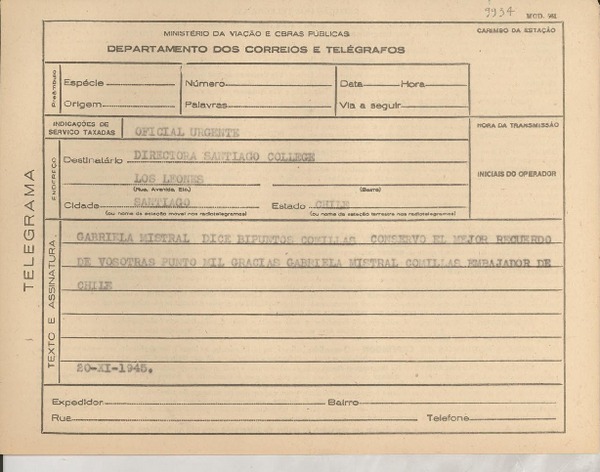 9934 MOD. 241
MINISTÉRIO DA VIAÇÃO E OBRAS PÚBLICAS
CARIMBO DA ESTAÇÃO
DEPARTAMENTO DOS CORREIOS E TELÉGRAFOS
Preâmbulo
Espécie Número Data Hora
Origem Palavras Via a seguir
INDICAÇÕES DE SERVIÇO TAXADAS OFICIAL URGENTE HORA DA TRANSMISSÃO
ENDEREÇO
Destinatário DIRECTORA SANTIAGO COLLEGE
LOS LEONES INICIAIS DO OPERADOR
(Rua, Avenida, Etc.) (Bairro)
Cidade SANTIAGO Estado CHILE
(ou nome da estação móvel nos radiotelegramas) (ou nome da estação terrestre nos radiotelegramas)
TELEGRAMA
TEXTO E ASSINATURA
GABRIELA MISTRAL DICE BIPUNTOS COMILLAS CONSERVO EL MEJOR RECUERDO
DE VOSOTRAS PUNTO MIL GRACIAS GABRIELA MISTRAL COMILLAS EMBAJADOR DE
CHILE
20-XI-1945.
Expedidor Bairro
Rua Telefone